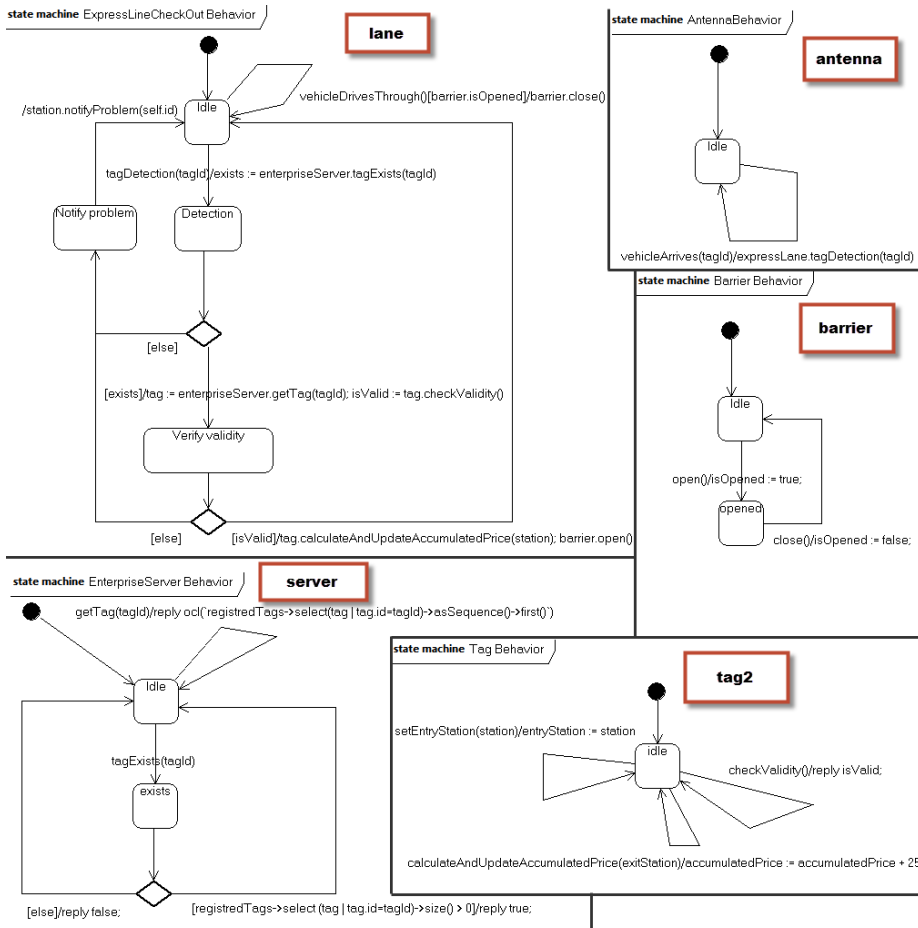 state machine ExpressLineCheckOut Behavior
lane
/station.notifyProblem(self.id)
Idle
vehicleDrivesThrough()[barrier.isOpened]/barrier.close()
tagDetection(tagId)/exists := enterpriseServer.tagExists(tagId)
Notify problem
Detection
[else]
[exists]/tag := enterpriseServer.getTag(tagId); isValid := tag.checkValidity()
Verify validity
[else]
[isValid]/tag.calculateAndUpdateAccumulatedPrice(station); barrier.open()
state machine AntennaBehavior
antenna
Idle
vehicleArrives(tagId)/expressLane.tagDetection(tagId)
state machine Barrier Behavior
barrier
Idle
open()/isOpened := true;
opened
close()/isOpened := false;
state machine EnterpriseServer Behavior
server
getTag(tagId)/reply ocl(`registredTags->select(tag | tag.id=tagId)->asSequence()->first()`)
Idle
tagExists(tagId)
exists
[else]/reply false;
[registredTags->select (tag | tag.id=tagId)->size() > 0]/reply true;
state machine Tag Behavior
tag2
setEntryStation(station)/entryStation := station
idle
checkValidity()/reply isValid;
calculateAndUpdateAccumulatedPrice(exitStation)/accumulatedPrice := accumulatedPrice + 25